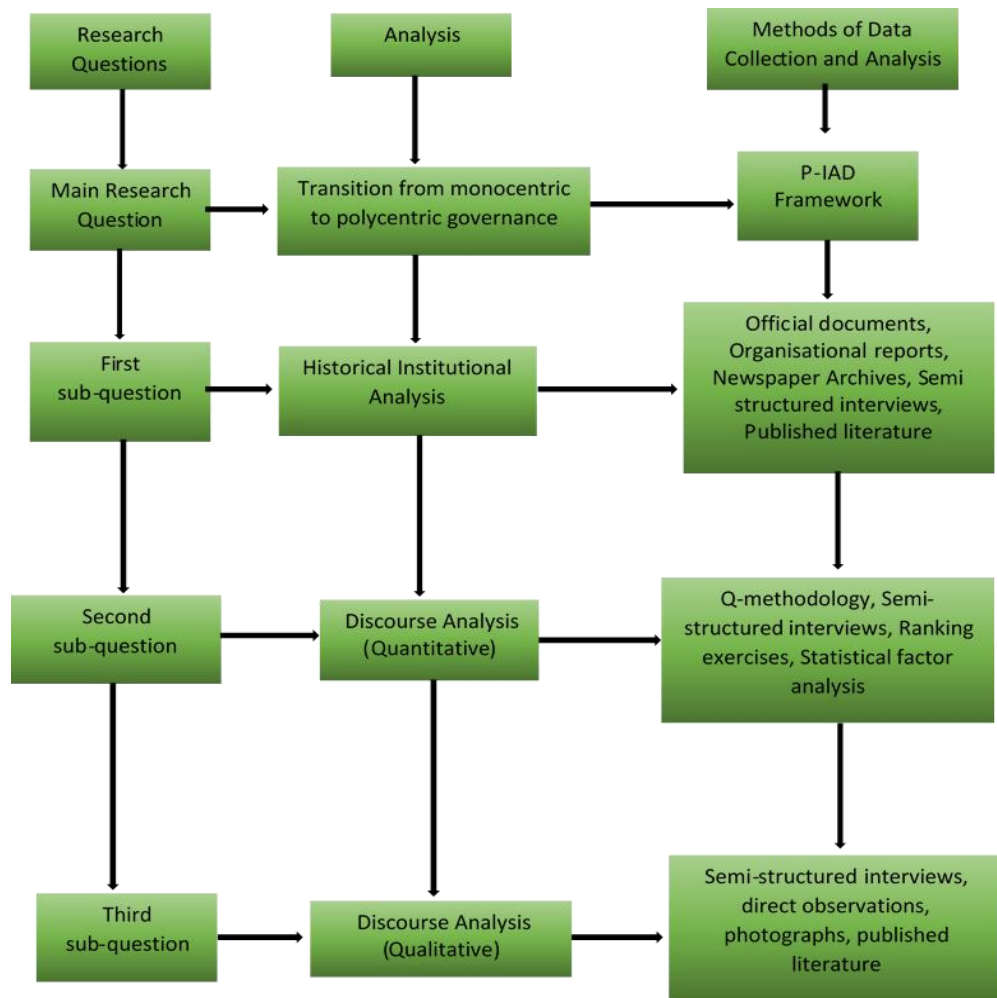 Research
Questions
Analysis
Methods of Data
Collection and Analysis
Main Research
Question
Transition from monocentric
to polycentric governance
P-IAD
Framework
First
sub-question
Historical Institutional
Analysis
Official documents,
Organisational reports,
Newspaper Archives, Semi
structured interviews,
Published literature
Second
sub-question
Discourse Analysis
(Quantitative)
Q-methodology, Semi-
structured interviews, Ranking
exercises, Statistical factor
analysis
Third
sub-question
Discourse Analysis
(Qualitative)
Semi-structured interviews,
direct observations,
photographs, published
literature